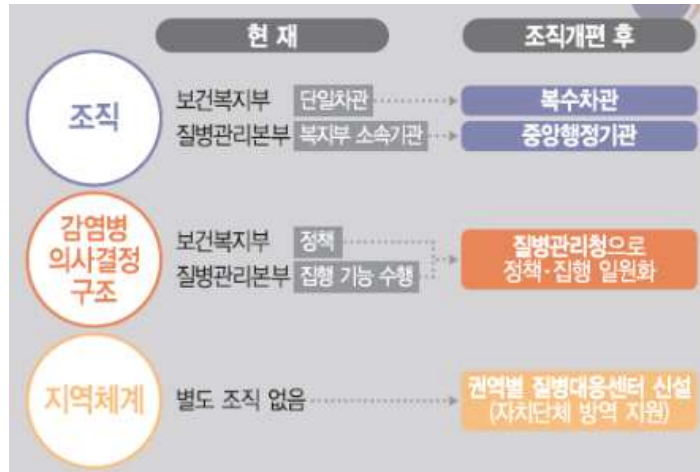 현 재
조직개편 후
조직
보건복지부 단일차관
복수차관
질병관리본부 복지부 소속기관
중앙행정기관
감염병
의사결정
구조
보건복지부 정책
질병관리본부 집행 기능 수행
질병관리청으로
정책·집행 일원화
지역체계
별도 조직 없음
권역별 질병대응센터 신설
(자치단체 방역 지원)